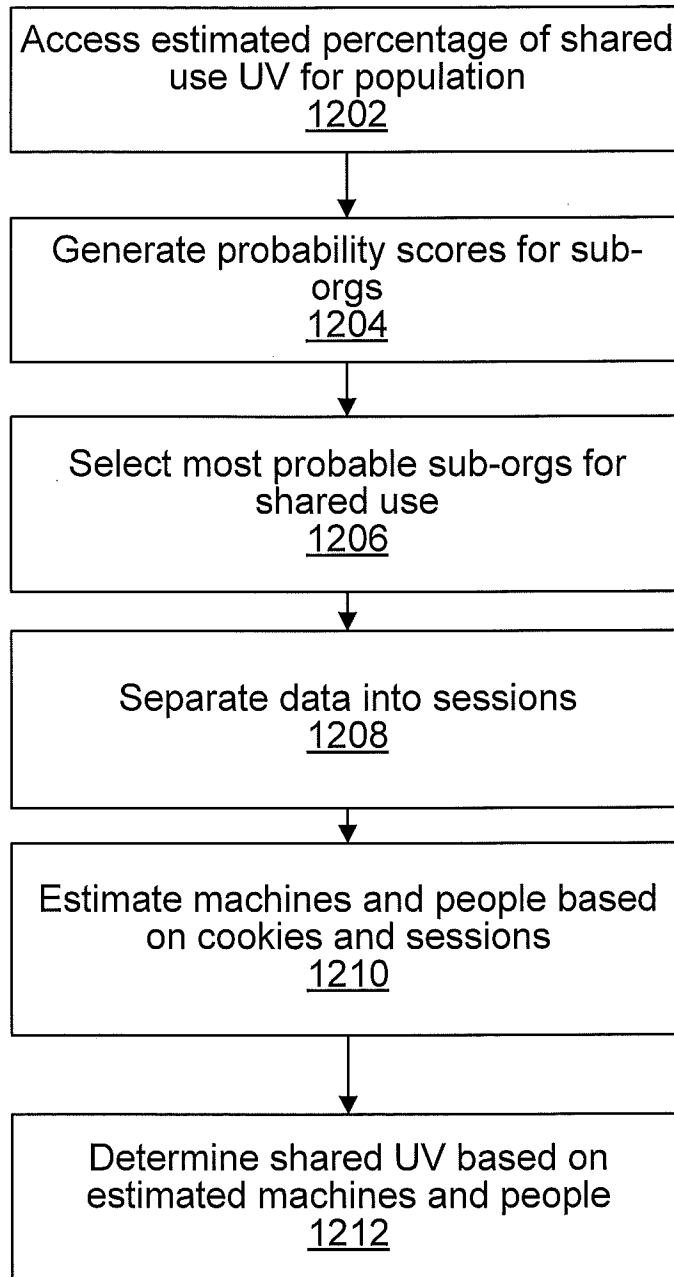 Access estimated percentage of shared
use UV for population
1202
Generate probability scores for sub-
orgs
1204
Select most probable sub-orgs for
shared use
1206
Separate data into sessions
1208
Estimate machines and people based
on cookies and sessions
1210
Determine shared UV based on
estimated machines and people
1212